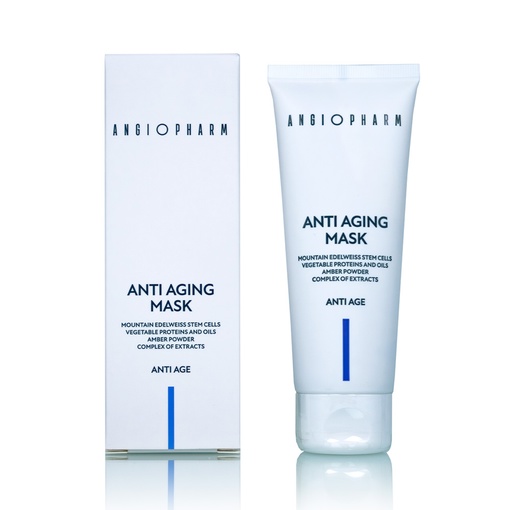 ANGIOPHARM
ANTI AGING
MASK
MOUNTAIN EDELWEISS STEM CELLS
VEGETABLE PROTEINS AND OILS
AMBER POWDER
COMPLEX OF EXTRACTS
ANTI AGE
ANGIOPHARM
ANTI AGING
MASK
MOUNTAIN EDELWEISS STEM CELLS
VEGETABLE PROTEINS AND OILS
AMBER POWDER
COMPLEX OF EXTRACTS
ANTI AGE